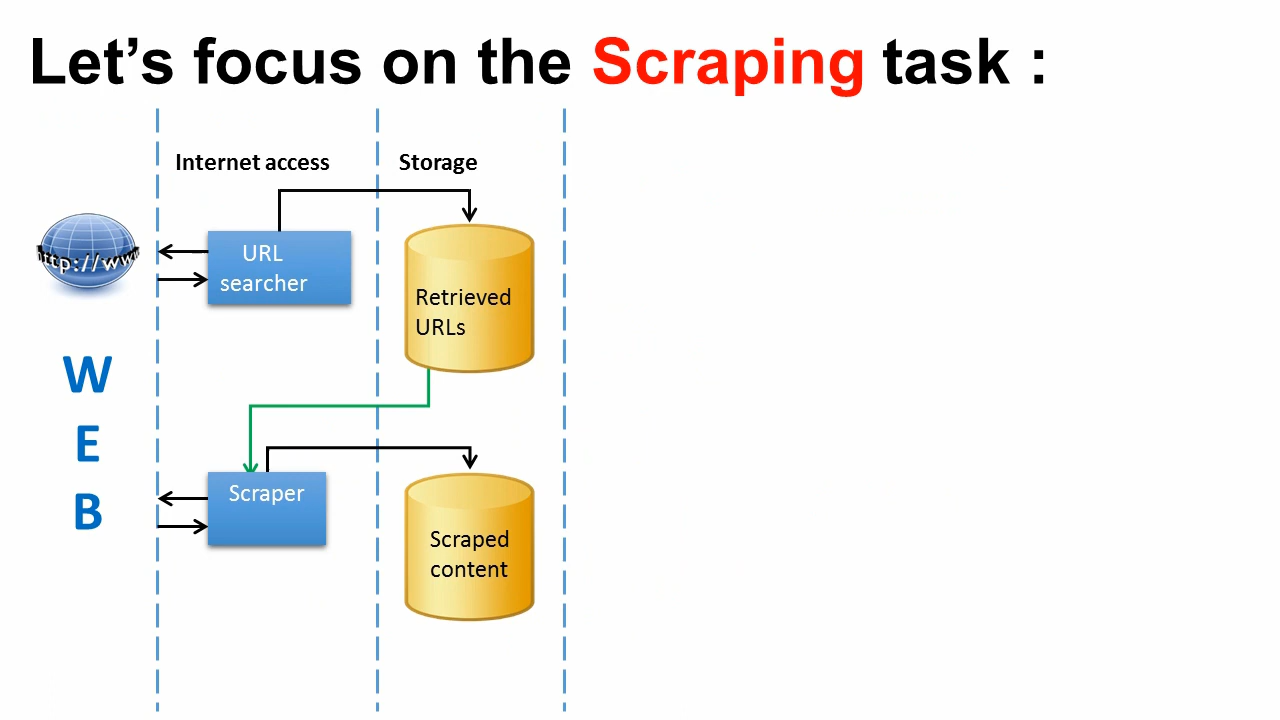 Let's focus on the Scraping task :
Internet access
Storage
http://www
URL
searcher
Retrieved
URLs
W
E
B
Scraper
Scraped
content